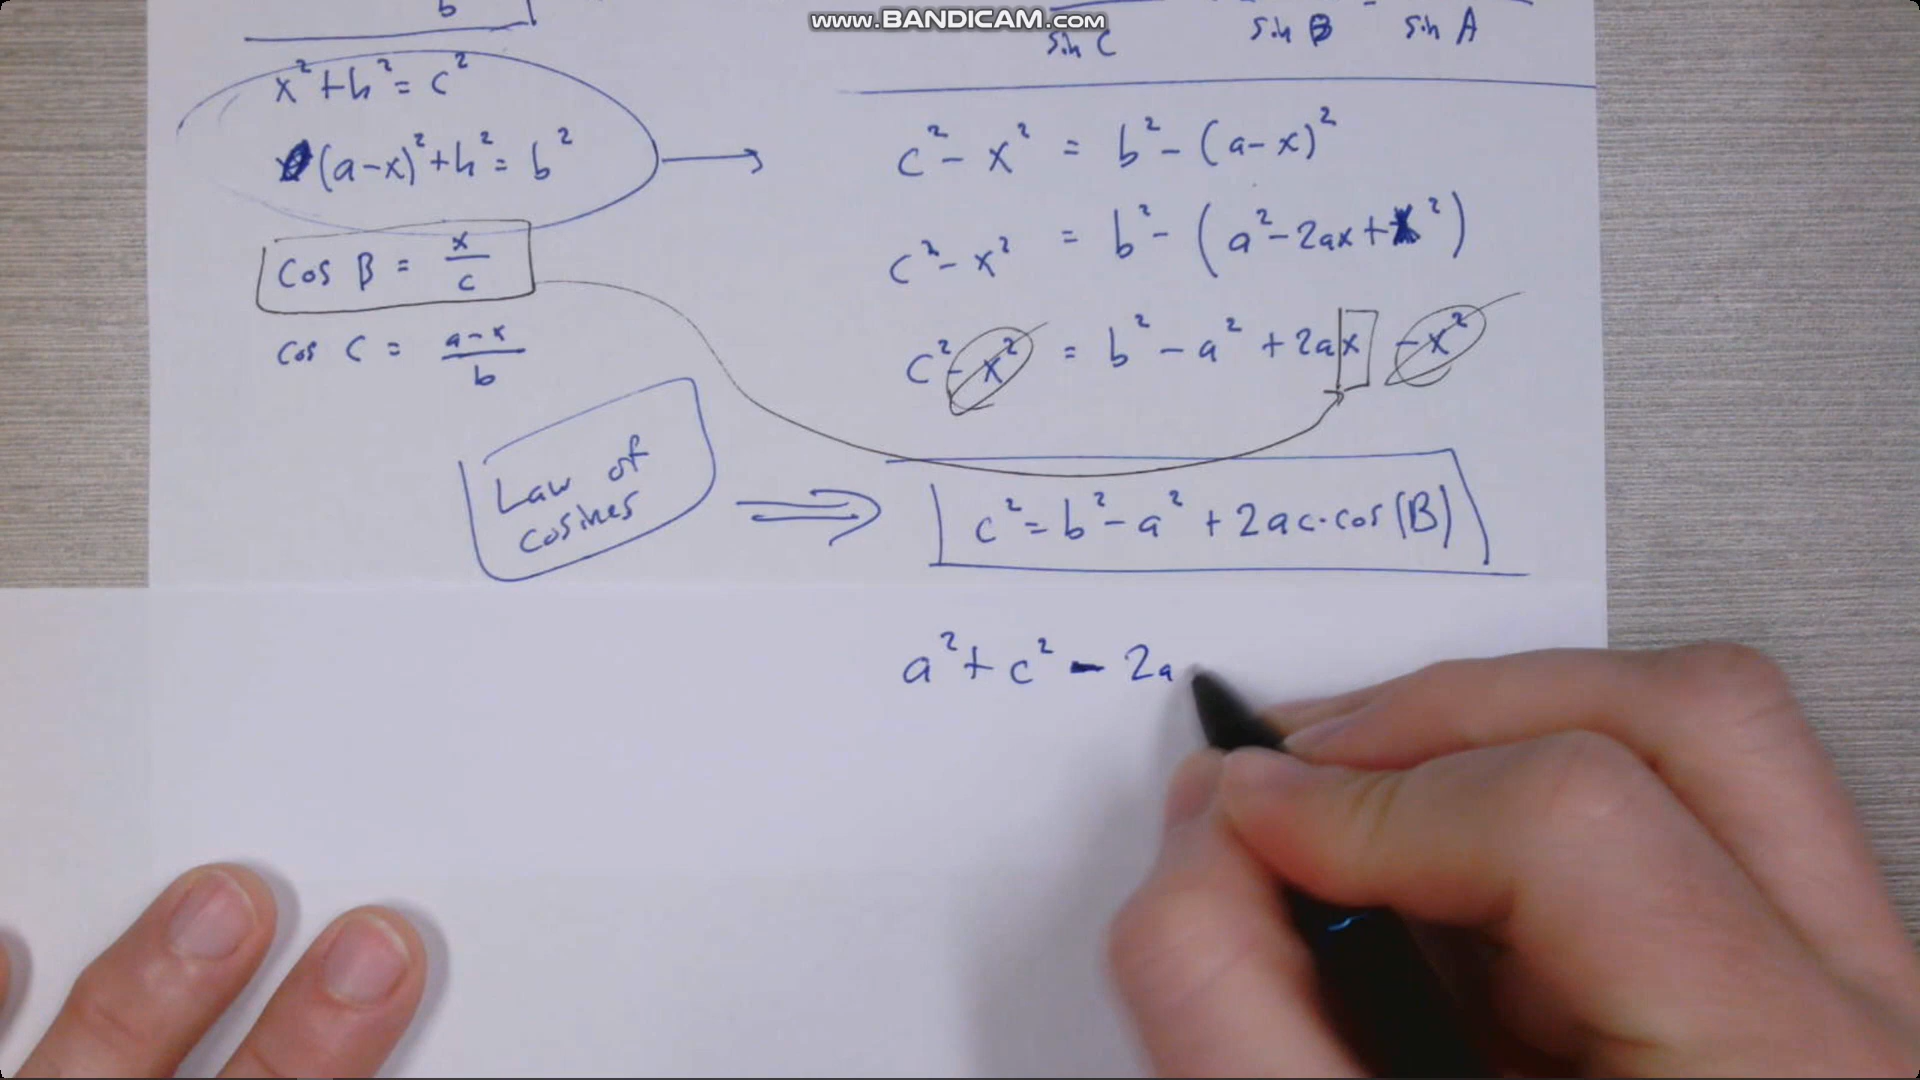 www.BANDICAM.com
b
sin C sin B sin A
x² + h² = c²
(a-x)² + h² = b²
cos B = x/c
cos C = a-x/b
c² - x² = b² - (a-x)²
c² - x² = b² - (a² - 2ax + x²)
c² - x² = b² - a² + 2ax - x²
Law of
cosines
c² = b² - a² + 2ac·cos(B)
a² + c² - 2a